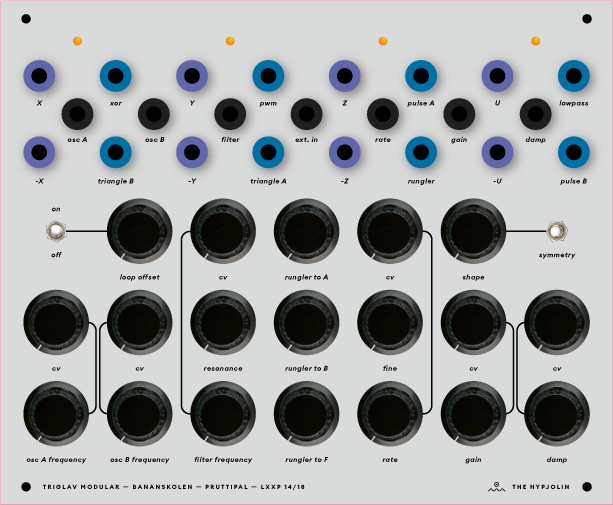 X xor Y pwm Z pulse A U lowpass
osc A osc B filter ext. in rate gain damp
-X triangle B -Y triangle A -Z rungler -U pulse B
on
off symmetry
loop offset cv rungler to A cv shape
cv cv resonance rungler to B fine cv cv
osc A frequency osc B frequency filter frequency rungler to F rate gain damp
TRIGLAV MODULAR — BANANSKOLEN — PRUTTIPAL — LXXP 14/18 THE HYPJOLIN